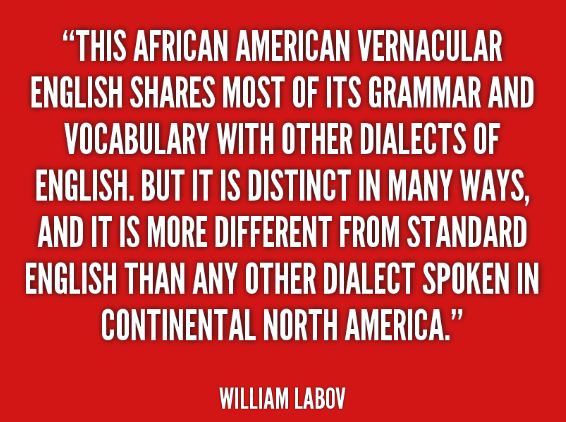 “THIS AFRICAN AMERICAN VERNACULAR
ENGLISH SHARES MOST OF ITS GRAMMAR AND
VOCABULARY WITH OTHER DIALECTS OF
ENGLISH. BUT IT IS DISTINCT IN MANY WAYS,
AND IT IS MORE DIFFERENT FROM STANDARD
ENGLISH THAN ANY OTHER DIALECT SPOKEN IN
CONTINENTAL NORTH AMERICA.”
WILLIAM LABOV